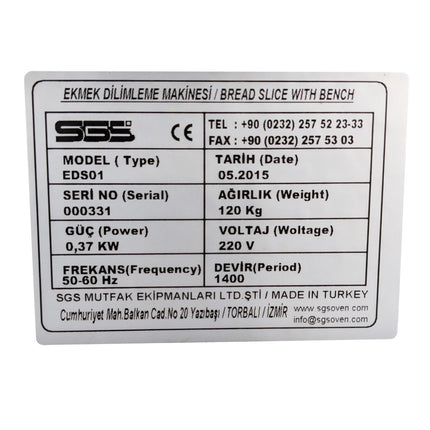 EKMEK DİLİMLEME MAKİNESİ / BREAD SLICE WITH BENCH
SGS CE
TEL : +90 (0232) 257 52 23-33
FAX : +90 (0232) 257 53 03
MODEL ( Type)
EDS01
TARİH (Date)
05.2015
SERI NO (Serial)
000331
AĞIRLIK (Weight)
120 Kg
GÜÇ (Power)
0,37 KW
VOLTAJ (Woltage)
220 V
FREKANS(Frequency)
50-60 Hz
DEVİR(Period)
1400
SGS MUTFAK EKİPMANLARI LTD.ŞTİ / MADE IN TURKEY
Cumhuriyet Mah.Balkan Cad.No 20 Yazıbaşı / TORBALI / İZMİR
www.sgsoven.com
info@sgsoven.com